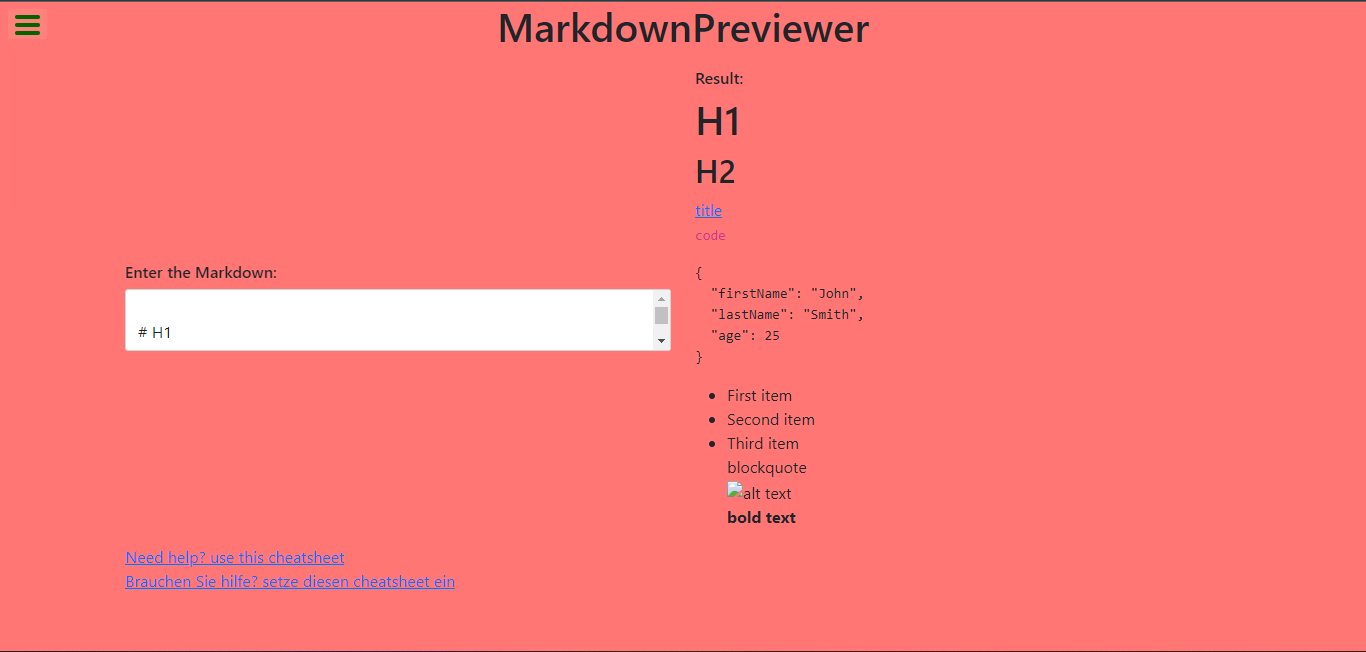 MarkdownPreviewer
Enter the Markdown:
# H1
Result:
H1
H2
title
code
{
  "firstName": "John",
  "lastName": "Smith",
  "age": 25
}
First item
Second item
Third item
blockquote
alt text
bold text
Need help? use this cheatsheet
Brauchen Sie hilfe? setze diesen cheatsheet ein